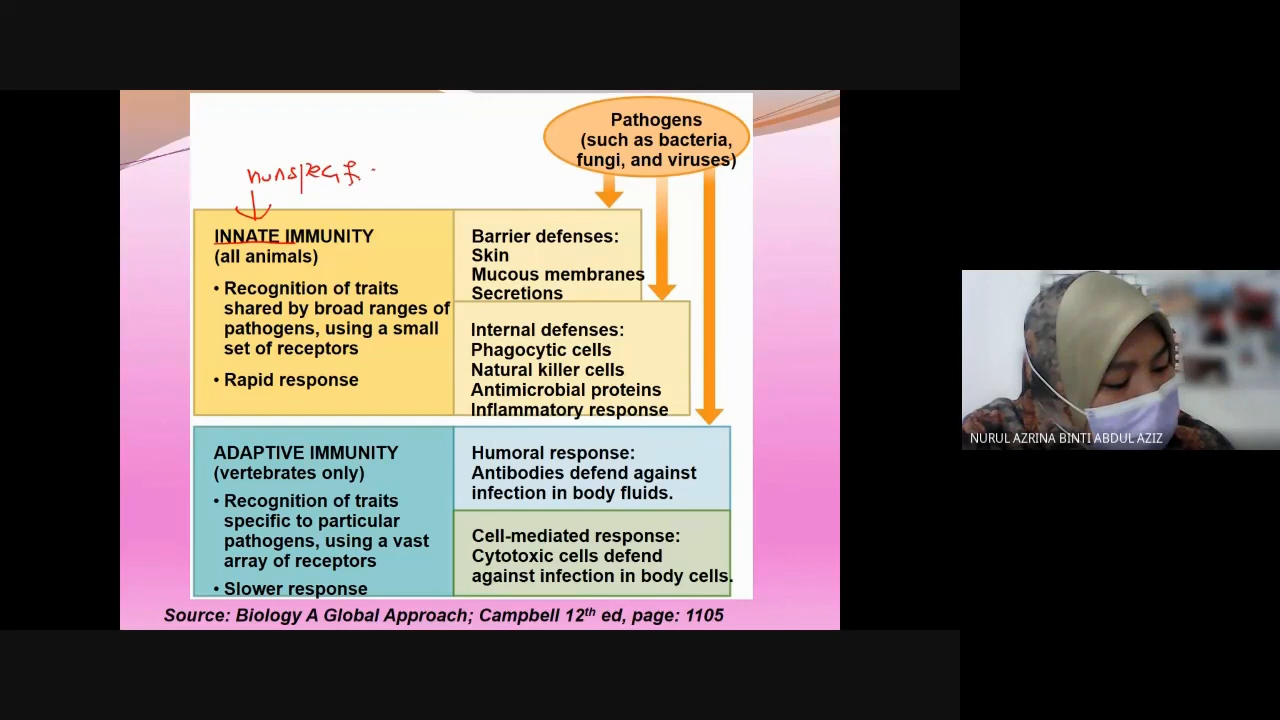 Pathogens
(such as bacteria,
fungi, and viruses)
nonspecf.
INNATE IMMUNITY
(all animals)
• Recognition of traits
shared by broad ranges of
pathogens, using a small
set of receptors
• Rapid response
Barrier defenses:
Skin
Mucous membranes
Secretions
Internal defenses:
Phagocytic cells
Natural killer cells
Antimicrobial proteins
Inflammatory response
ADAPTIVE IMMUNITY
(vertebrates only)
• Recognition of traits
specific to particular
pathogens, using a vast
array of receptors
• Slower response
Humoral response:
Antibodies defend against
infection in body fluids.
Cell-mediated response:
Cytotoxic cells defend
against infection in body cells.
Source: Biology A Global Approach; Campbell 12th ed, page: 1105
NURUL AZRINA BINTI ABDUL AZIZ